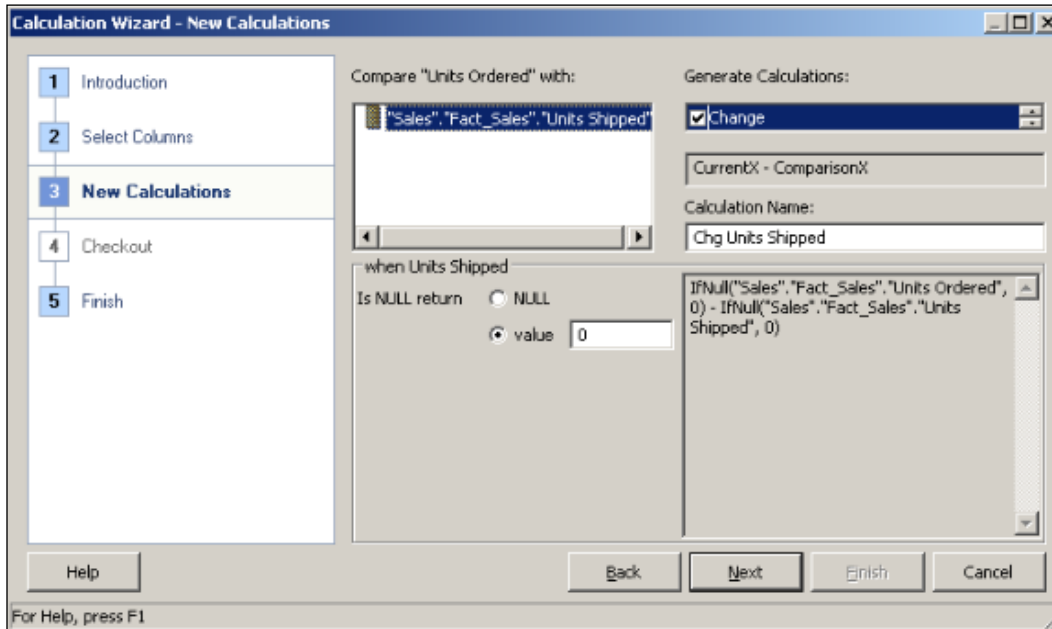 Calculation Wizard - New Calculations
1 Introduction
2 Select Columns
3 New Calculations
4 Checkout
5 Finish
Compare "Units Ordered" with:
"Sales"."Fact_Sales"."Units Shipped"
Generate Calculations:
Change
CurrentX - ComparisonX
Calculation Name:
Chg Units Shipped
when Units Shipped
Is NULL return NULL
value 0
IfNull("Sales"."Fact_Sales"."Units Ordered",
0) - IfNull("Sales"."Fact_Sales"."Units
Shipped", 0)
Help Back Next Finish Cancel
For Help, press F1